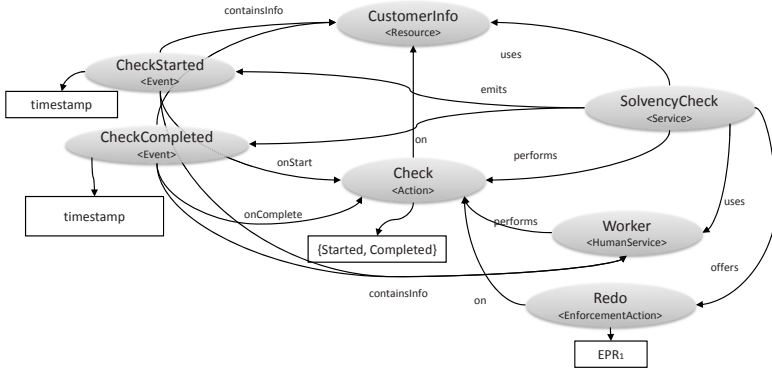 containsInfo
CustomerInfo
<Resource>
CheckStarted
<Event>
uses
timestamp
emits
SolvencyCheck
<Service>
CheckCompleted
<Event>
on
onStart
performs
Check
<Action>
timestamp
onComplete
uses
{Started, Completed}
performs
Worker
<HumanService>
offers
containsInfo
on
Redo
<EnforcementAction>
EPR1